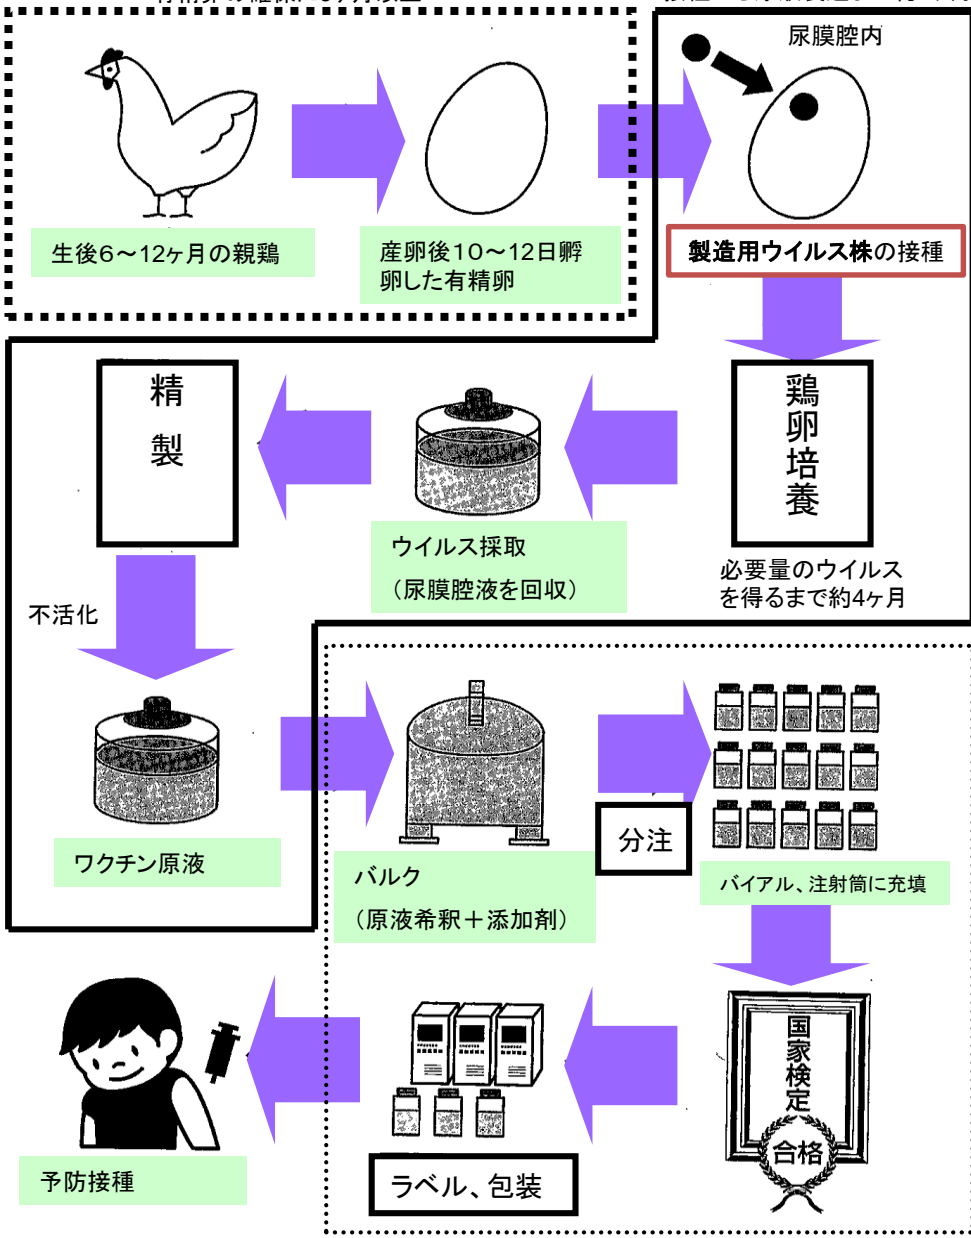 尿膜腔内
生後6～12ヶ月の親鶏
産卵後10～12日孵
卵した有精卵
製造用ウイルス株の接種
鶏卵培養
必要量のウイルス
を得るまで約4ヶ月
ウイルス採取
（尿膜腔液を回収）
精製
不活化
ワクチン原液
バルク
（原液希釈＋添加剤）
分注
バイアル、注射筒に充填
国家検定
合格
ラベル、包装
予防接種